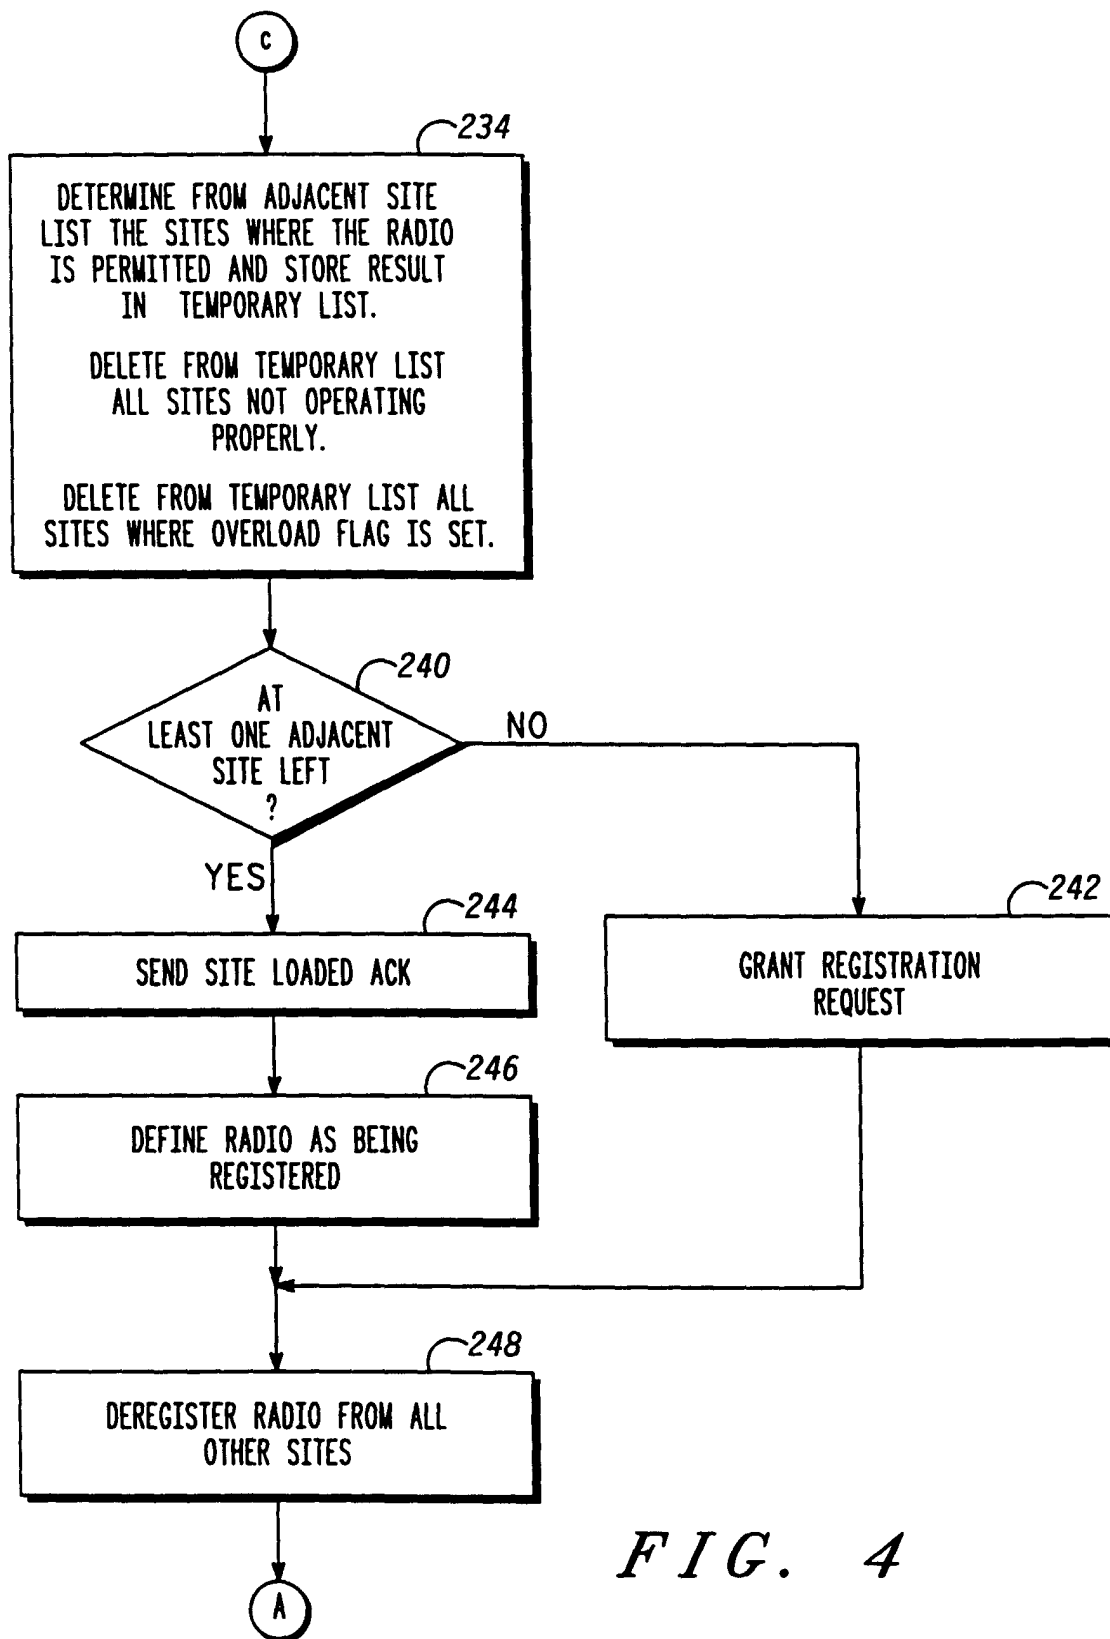 C
234
DETERMINE FROM ADJACENT SITE
LIST THE SITES WHERE THE RADIO
IS PERMITTED AND STORE RESULT
IN TEMPORARY LIST.
DELETE FROM TEMPORARY LIST
ALL SITES NOT OPERATING
PROPERLY.
DELETE FROM TEMPORARY LIST ALL
SITES WHERE OVERLOAD FLAG IS SET.
240
AT
LEAST ONE ADJACENT
SITE LEFT
?
NO
YES
244
SEND SITE LOADED ACK
242
GRANT REGISTRATION
REQUEST
246
DEFINE RADIO AS BEING
REGISTERED
248
DEREGISTER RADIO FROM ALL
OTHER SITES
A
FIG. 4